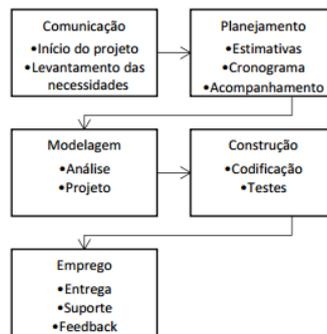 Comunicação
•Início do projeto
•Levantamento das
necessidades
Planejamento
•Estimativas
•Cronograma
•Acompanhamento
Modelagem
•Análise
•Projeto
Construção
•Codificação
•Testes
Emprego
•Entrega
•Suporte
•Feedback